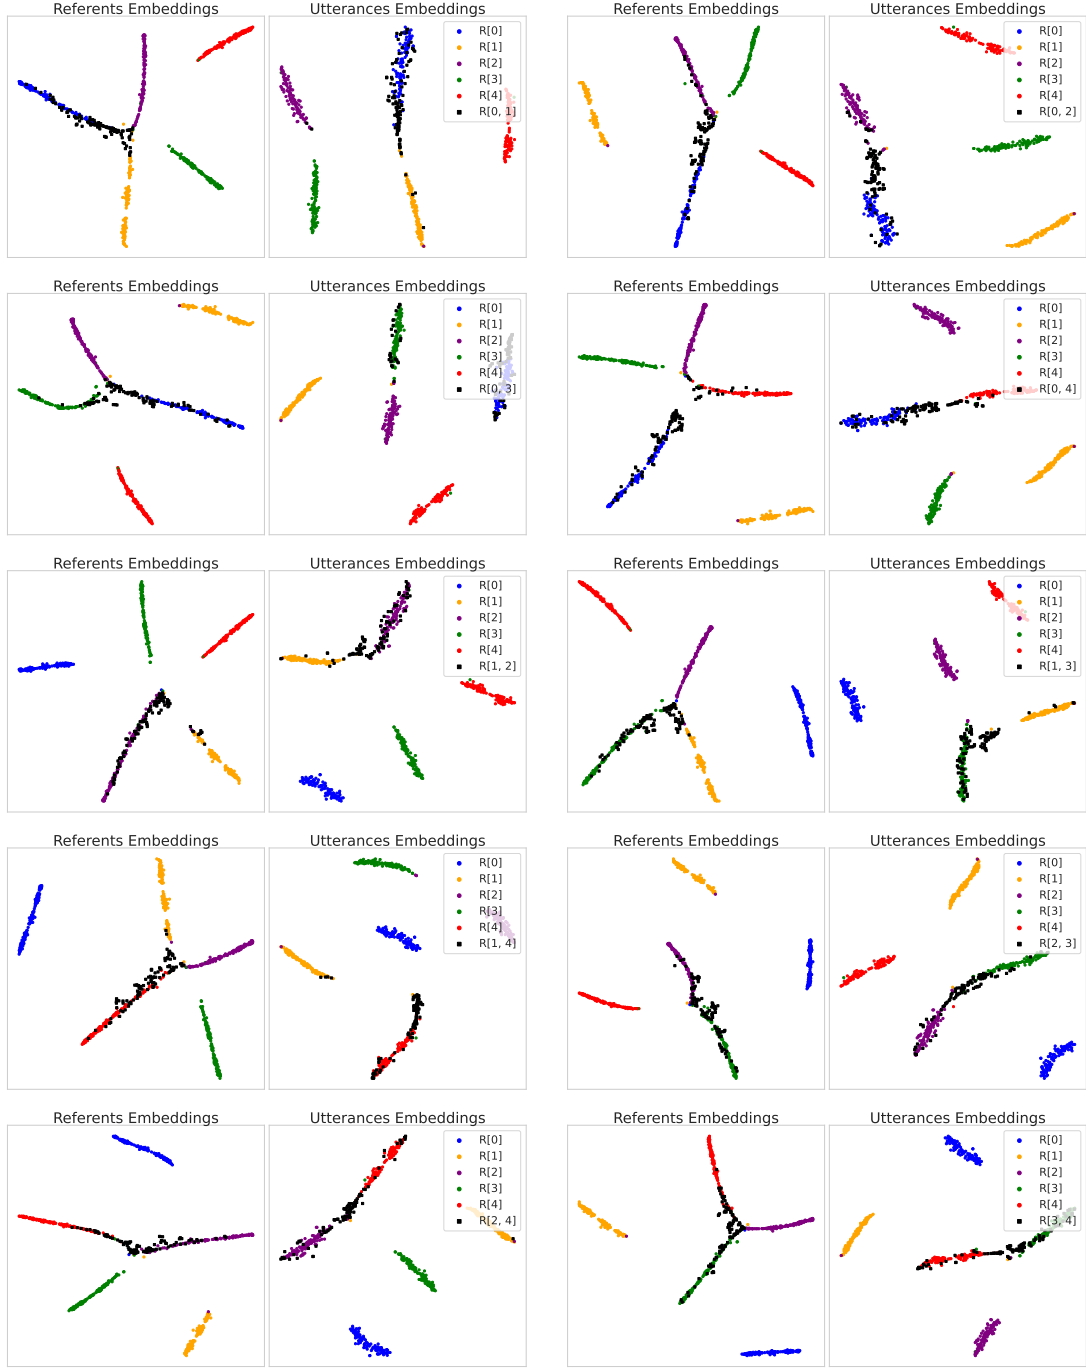 Referents Embeddings
Utterances Embeddings
R[0]
R[1]
R[2]
R[3]
R[4]
R[0, 1]
Referents Embeddings
Utterances Embeddings
R[0]
R[1]
R[2]
R[3]
R[4]
R[0, 2]
Referents Embeddings
Utterances Embeddings
R[0]
R[1]
R[2]
R[3]
R[4]
R[0, 3]
Referents Embeddings
Utterances Embeddings
R[0]
R[1]
R[2]
R[3]
R[4]
R[0, 4]
Referents Embeddings
Utterances Embeddings
R[0]
R[1]
R[2]
R[3]
R[4]
R[1, 2]
Referents Embeddings
Utterances Embeddings
R[0]
R[1]
R[2]
R[3]
R[4]
R[1, 3]
Referents Embeddings
Utterances Embeddings
R[0]
R[1]
R[2]
R[3]
R[4]
R[1, 4]
Referents Embeddings
Utterances Embeddings
R[0]
R[1]
R[2]
R[3]
R[4]
R[2, 3]
Referents Embeddings
Utterances Embeddings
R[0]
R[1]
R[2]
R[3]
R[4]
R[2, 4]
Referents Embeddings
Utterances Embeddings
R[0]
R[1]
R[2]
R[3]
R[4]
R[3, 4]